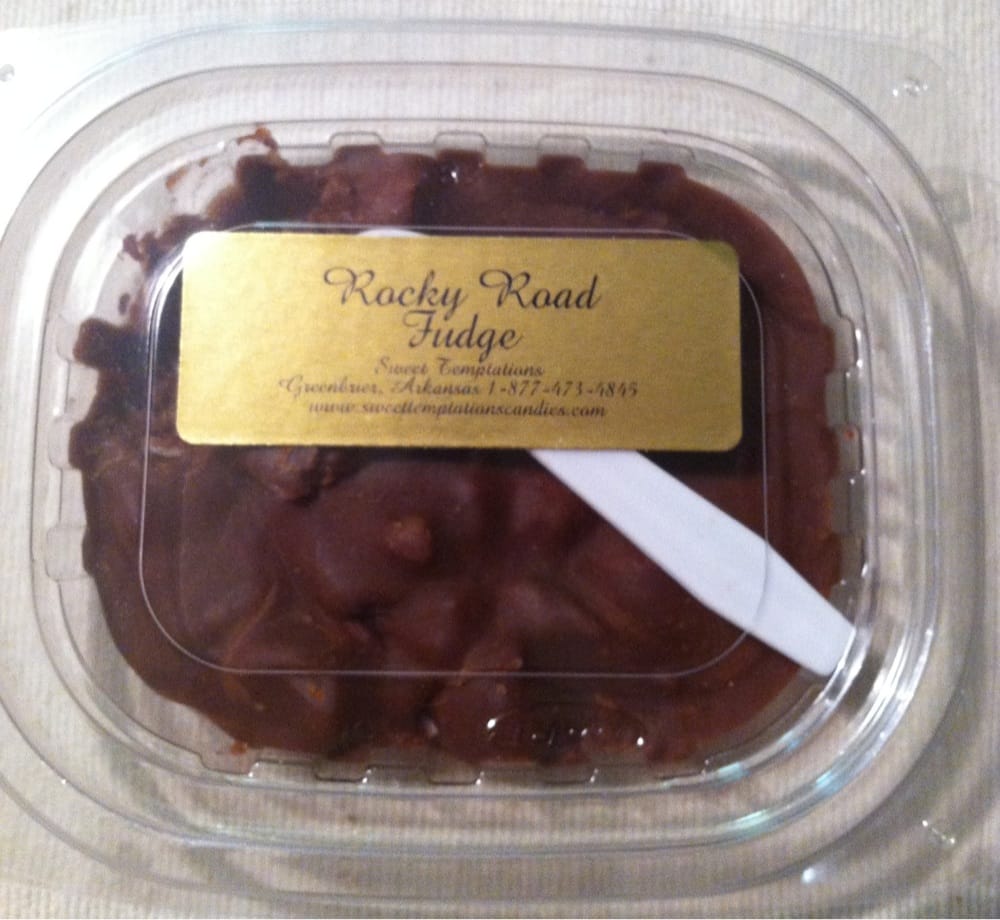 Rocky Road
Fudge
Sweet Temptations
Greenbrier, Arkansas 1-877-473-4845
www.sweettemptationscandies.com